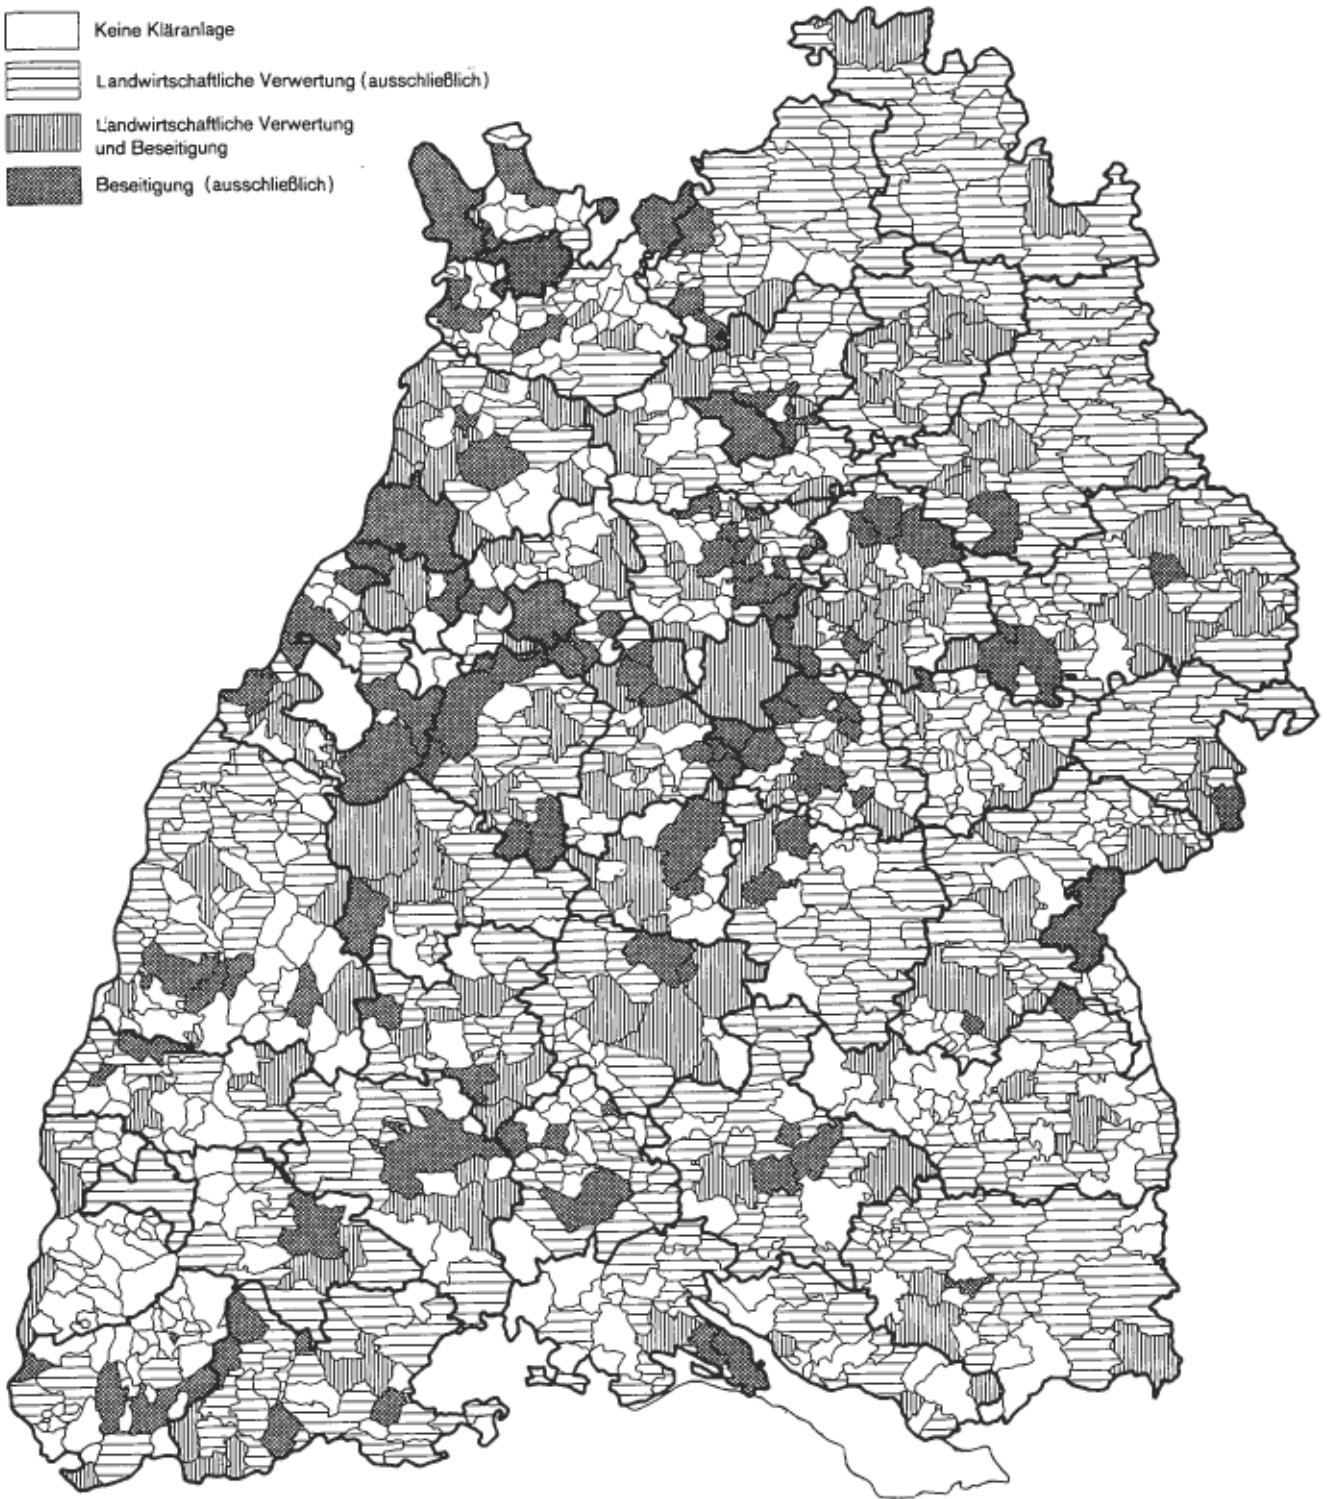 Keine Kläranlage
Landwirtschaftliche Verwertung (ausschließlich)
Landwirtschaftliche Verwertung
und Beseitigung
Beseitigung (ausschließlich)